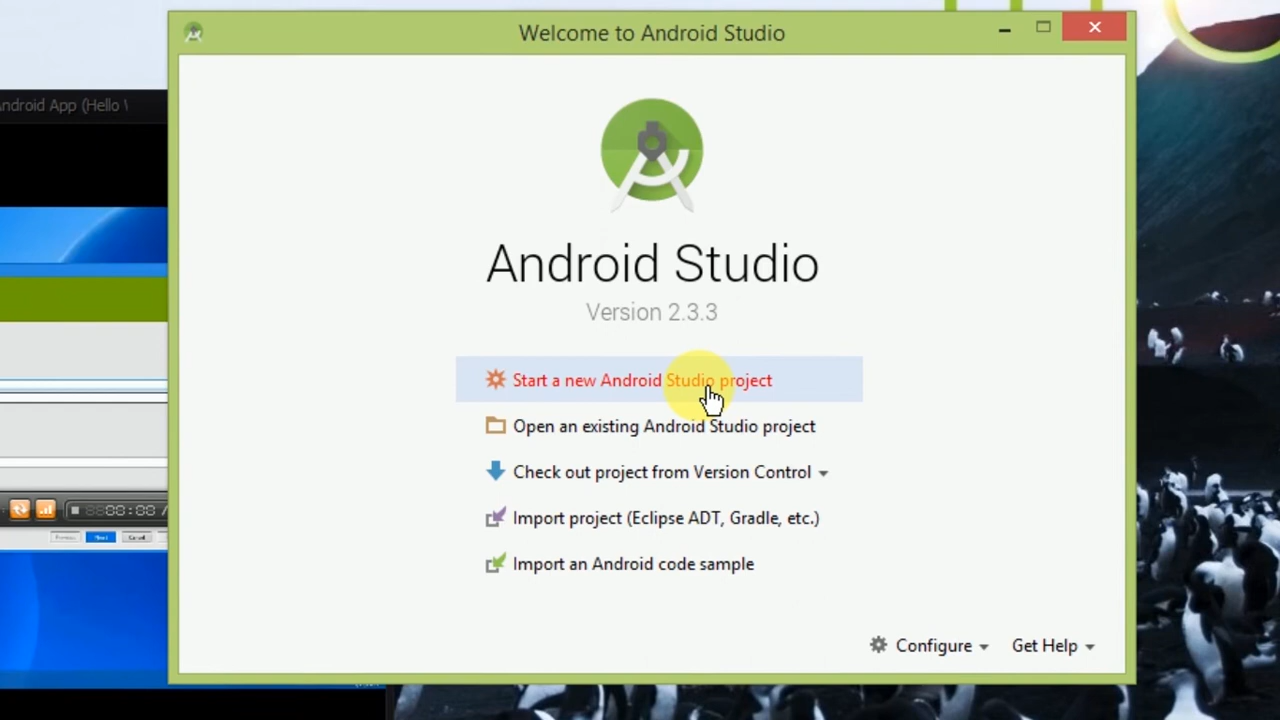 Welcome to Android Studio
Android App (Hello
Android Studio
Version 2.3.3
Start a new Android Studio project
Open an existing Android Studio project
Check out project from Version Control
Import project (Eclipse ADT, Gradle, etc.)
Import an Android code sample
Configure
Get Help